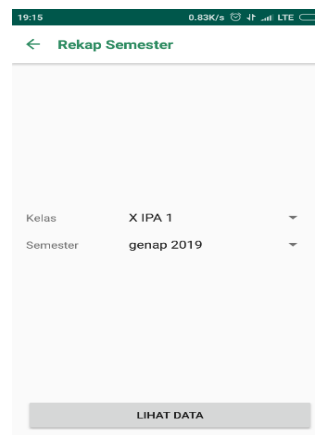 19:15 0.83K/s LTE
← Rekap Semester
Kelas X IPA 1
Semester genap 2019
LIHAT DATA